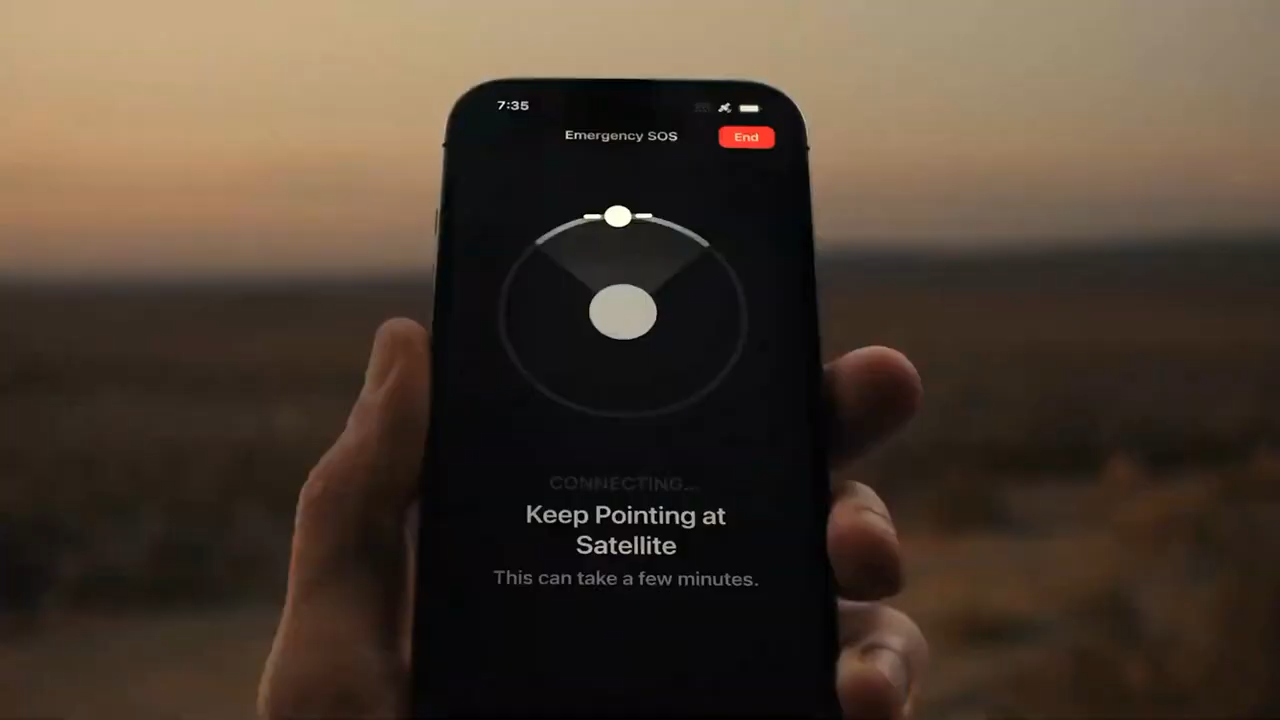 7:35
Emergency SOS
End
CONNECTING...
Keep Pointing at
Satellite
This can take a few minutes.